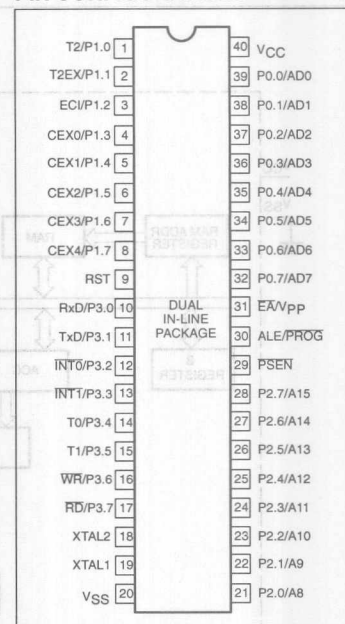 T2/P1.0 1 40 VCC
T2EX/P1.1 2 39 P0.0/AD0
ECI/P1.2 3 38 P0.1/AD1
CEX0/P1.3 4 37 P0.2/AD2
CEX1/P1.4 5 36 P0.3/AD3
CEX2/P1.5 6 35 P0.4/AD4
CEX3/P1.6 7 34 P0.5/AD5
CEX4/P1.7 8 33 P0.6/AD6
RST 9 32 P0.7/AD7
RxD/P3.0 10 DUAL 31 EA/VPP
TxD/P3.1 11 IN-LINE 30 ALE/PROG
INT0/P3.2 12 PACKAGE 29 PSEN
INT1/P3.3 13 28 P2.7/A15
T0/P3.4 14 27 P2.6/A14
T1/P3.5 15 26 P2.5/A13
WR/P3.6 16 25 P2.4/A12
RD/P3.7 17 24 P2.3/A11
XTAL2 18 23 P2.2/A10
XTAL1 19 22 P2.1/A9
VSS 20 21 P2.0/A8